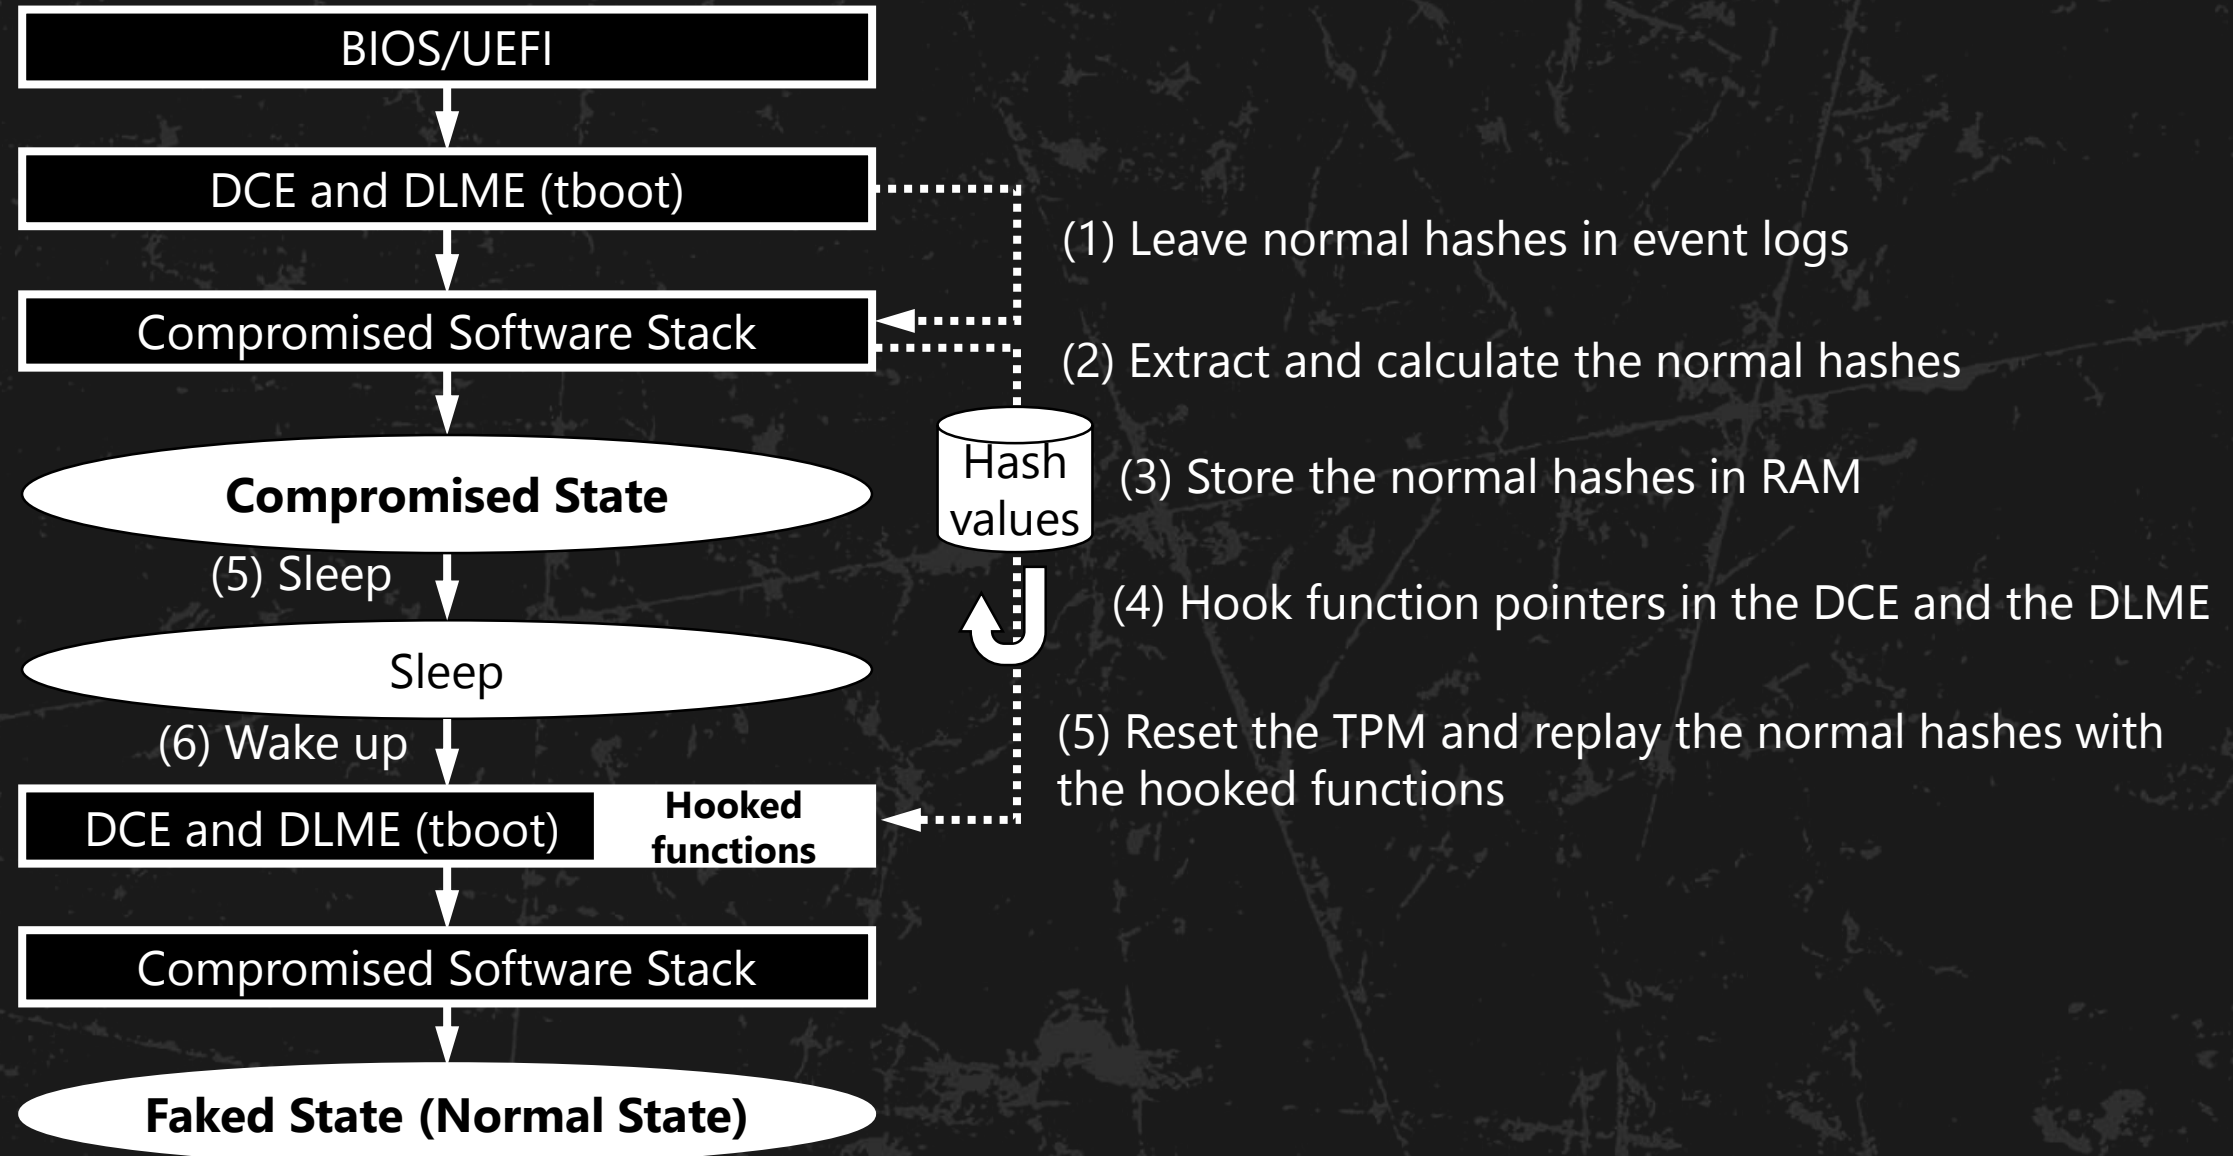 BIOS/UEFI
DCE and DLME (tboot)
(1) Leave normal hashes in event logs
Compromised Software Stack
(2) Extract and calculate the normal hashes
Hash
values
(3) Store the normal hashes in RAM
Compromised State
(5) Sleep
(4) Hook function pointers in the DCE and the DLME
Sleep
(6) Wake up
(5) Reset the TPM and replay the normal hashes with
the hooked functions
DCE and DLME (tboot)
Hooked
functions
Compromised Software Stack
Faked State (Normal State)